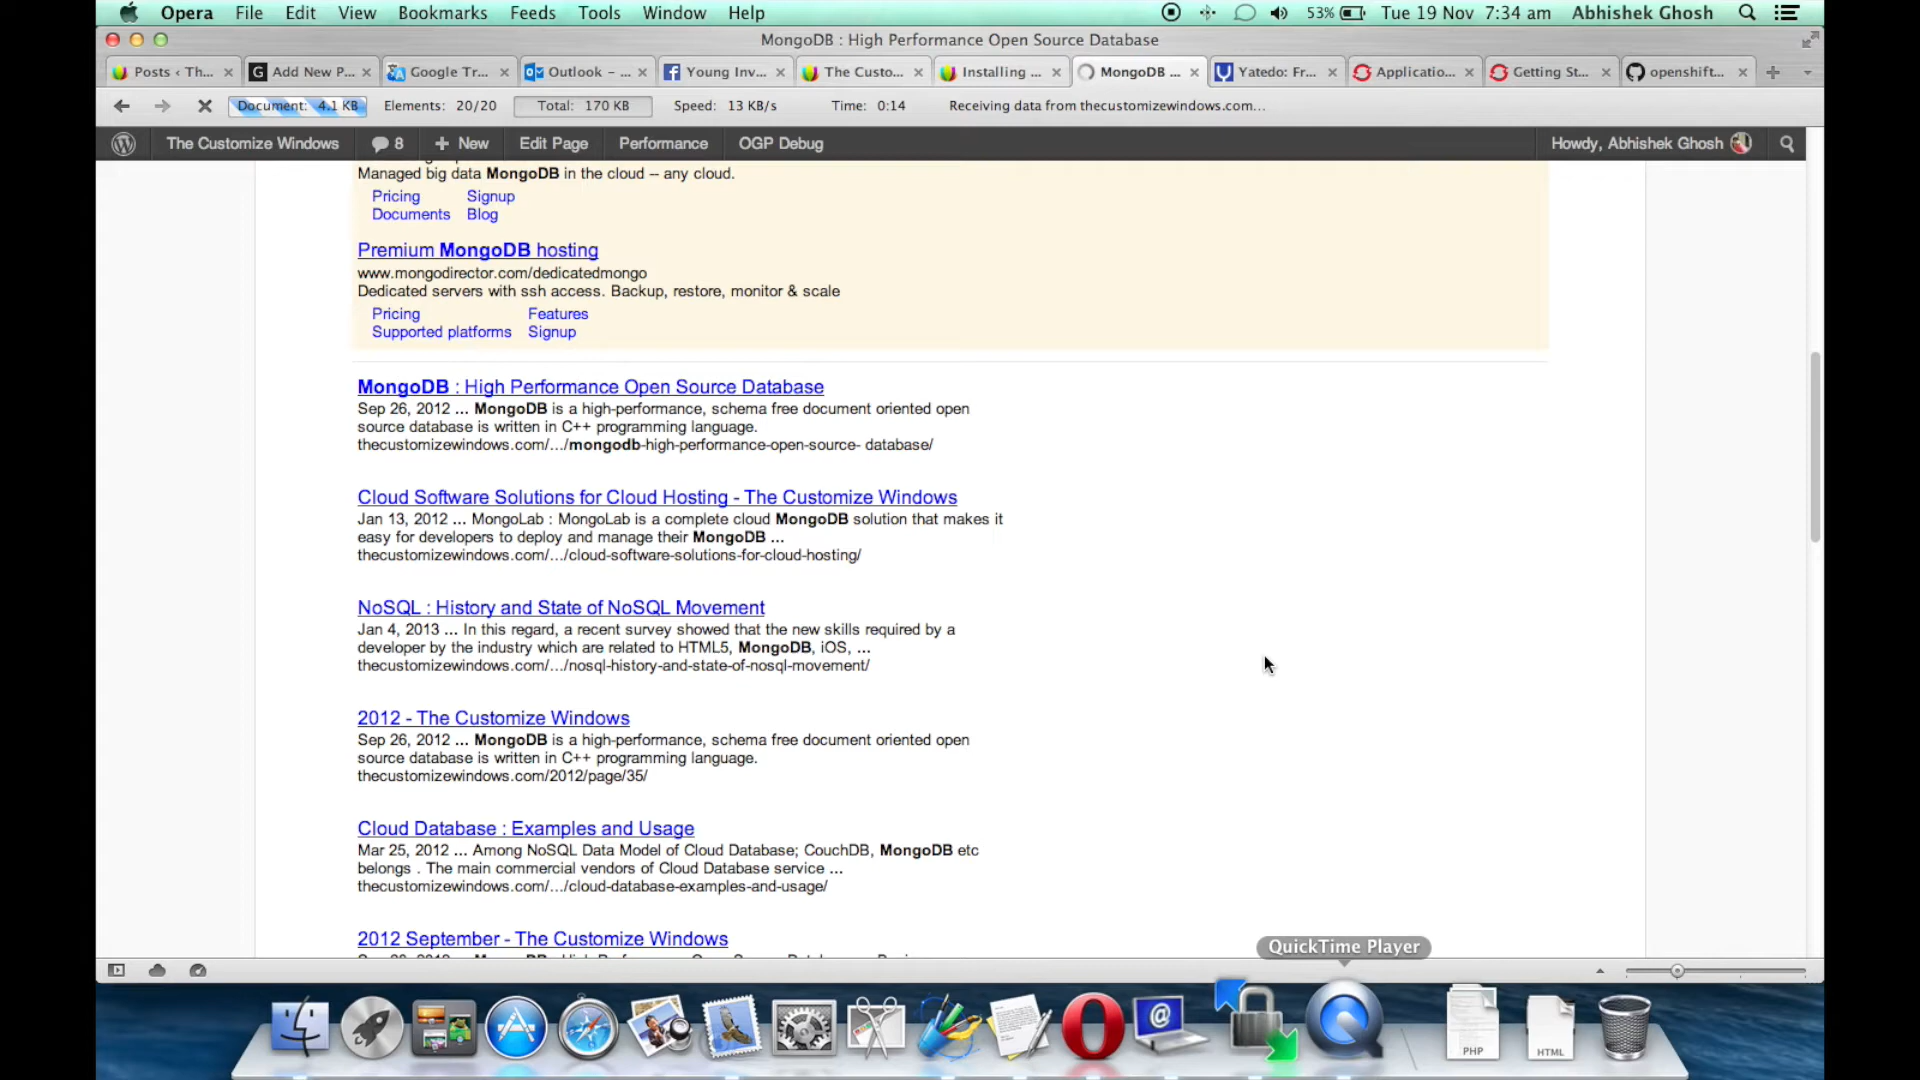 Opera File Edit View Bookmarks Feeds Tools Window Help 53% Tue 19 Nov 7:34 am Abhishek Ghosh
MongoDB : High Performance Open Source Database
Posts ‹ Th... Add New P... Google Tr... Outlook – ... Young Inv... The Custo... Installing ... MongoDB ... Yatedo: Fr... Applicatio... Getting St... openshift...
Document: 4.1 KB Elements: 20/20 Total: 170 KB Speed: 13 KB/s Time: 0:14 Receiving data from thecustomizewindows.com...
The Customize Windows 8 + New Edit Page Performance OGP Debug Howdy, Abhishek Ghosh
Managed big data MongoDB in the cloud -- any cloud.
Pricing Signup
Documents Blog
Premium MongoDB hosting
www.mongodirector.com/dedicatedmongo
Dedicated servers with ssh access. Backup, restore, monitor & scale
Pricing Features
Supported platforms Signup
MongoDB : High Performance Open Source Database
Sep 26, 2012 ... MongoDB is a high-performance, schema free document oriented open
source database is written in C++ programming language.
thecustomizewindows.com/.../mongodb-high-performance-open-source- database/
Cloud Software Solutions for Cloud Hosting - The Customize Windows
Jan 13, 2012 ... MongoLab : MongoLab is a complete cloud MongoDB solution that makes it
easy for developers to deploy and manage their MongoDB ...
thecustomizewindows.com/.../cloud-software-solutions-for-cloud-hosting/
NoSQL : History and State of NoSQL Movement
Jan 4, 2013 ... In this regard, a recent survey showed that the new skills required by a
developer by the industry which are related to HTML5, MongoDB, iOS, ...
thecustomizewindows.com/.../nosql-history-and-state-of-nosql-movement/
2012 - The Customize Windows
Sep 26, 2012 ... MongoDB is a high-performance, schema free document oriented open
source database is written in C++ programming language.
thecustomizewindows.com/2012/page/35/
Cloud Database : Examples and Usage
Mar 25, 2012 ... Among NoSQL Data Model of Cloud Database; CouchDB, MongoDB etc
belongs . The main commercial vendors of Cloud Database service ...
thecustomizewindows.com/.../cloud-database-examples-and-usage/
2012 September - The Customize Windows
QuickTime Player
PHP HTML